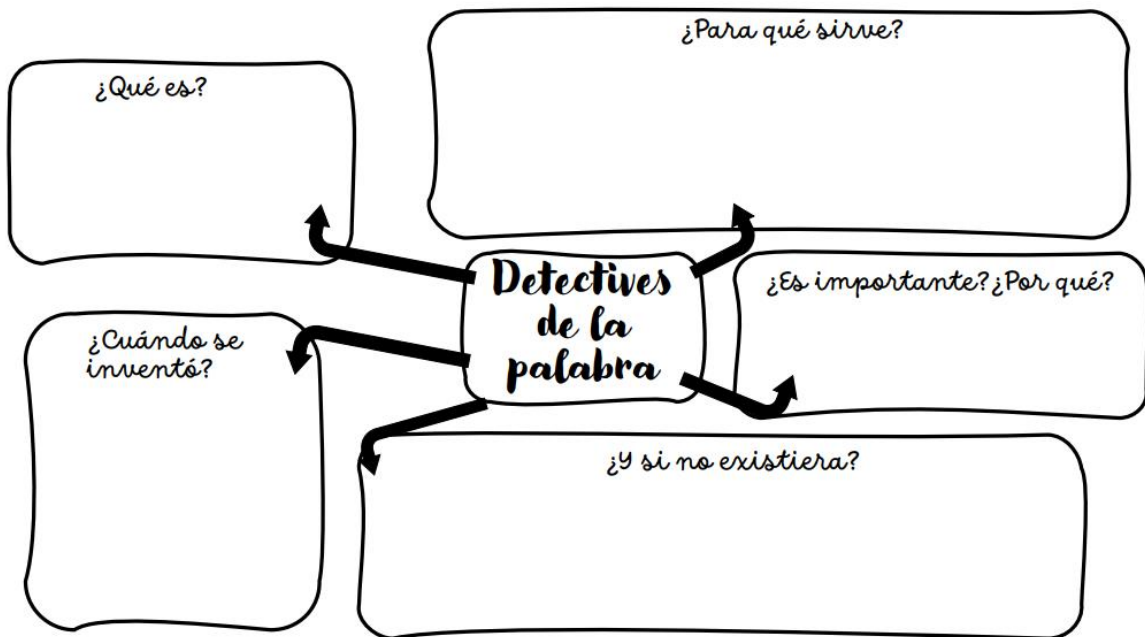 ¿Para qué sirve?
¿Qué es?
Detectives
de la
palabra
¿Es importante?¿Por qué?
¿Cuándo se
inventó?
¿Y si no existiera?